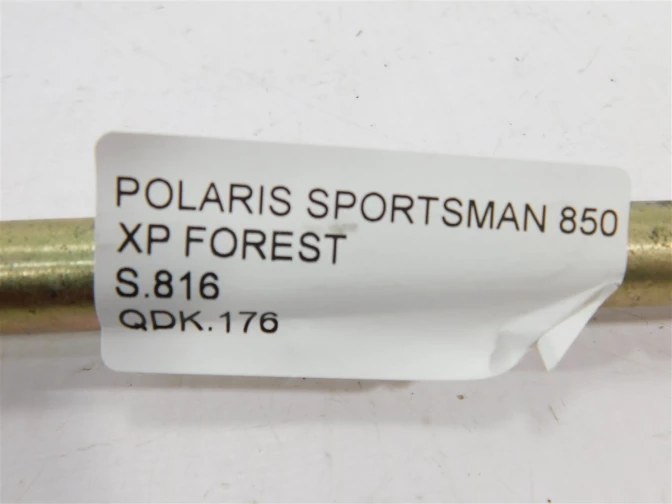 POLARIS SPORTSMAN 850
XP FOREST
S.816
QDK.176